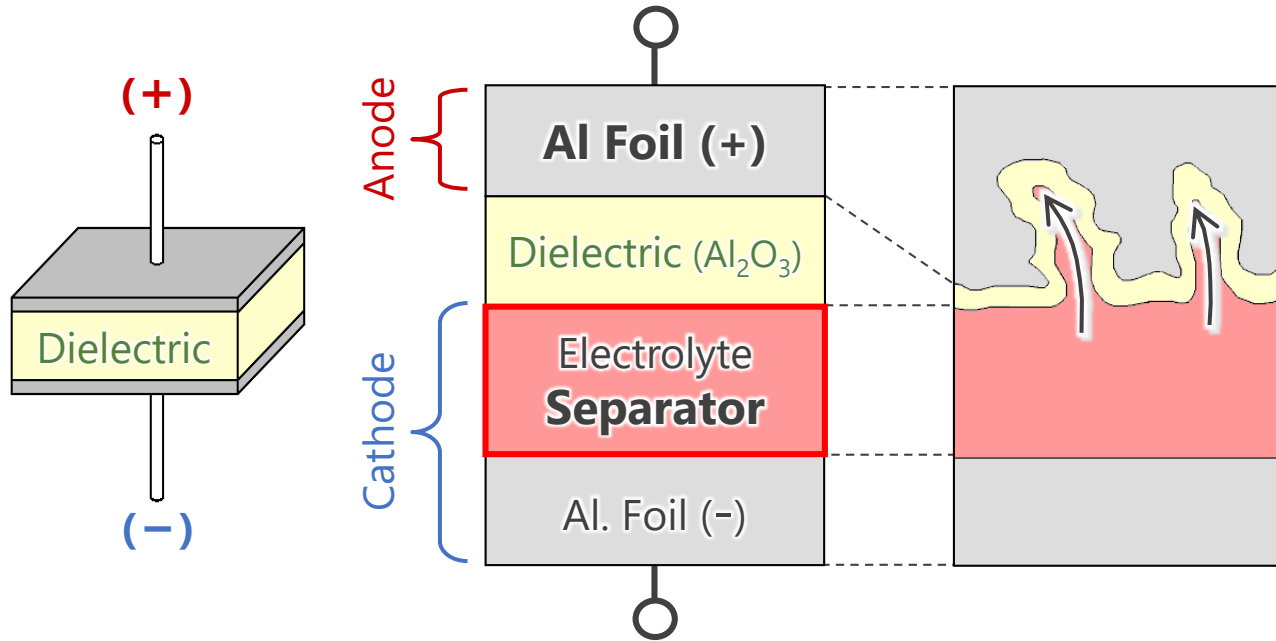 (+)
Dielectric
(−)
Anode
Cathode
Al Foil (+)
Dielectric (Al₂O₃)
Electrolyte
Separator
Al. Foil (−)